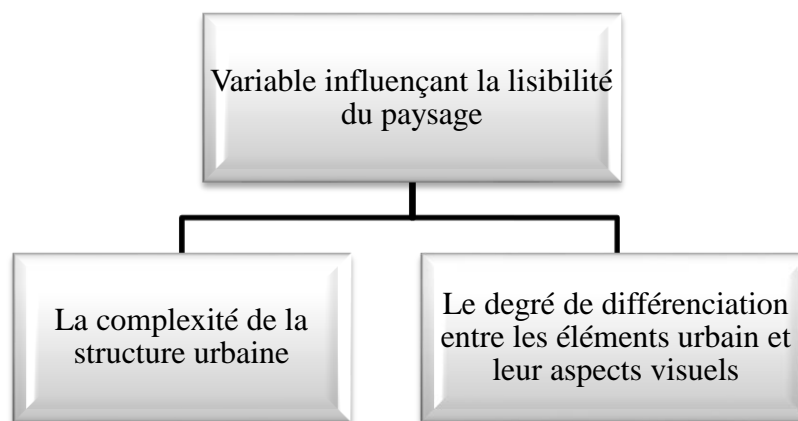 Variable influençant la lisibilité
du paysage
La complexité de la
structure urbaine
Le degré de différenciation
entre les éléments urbain et
leur aspects visuels